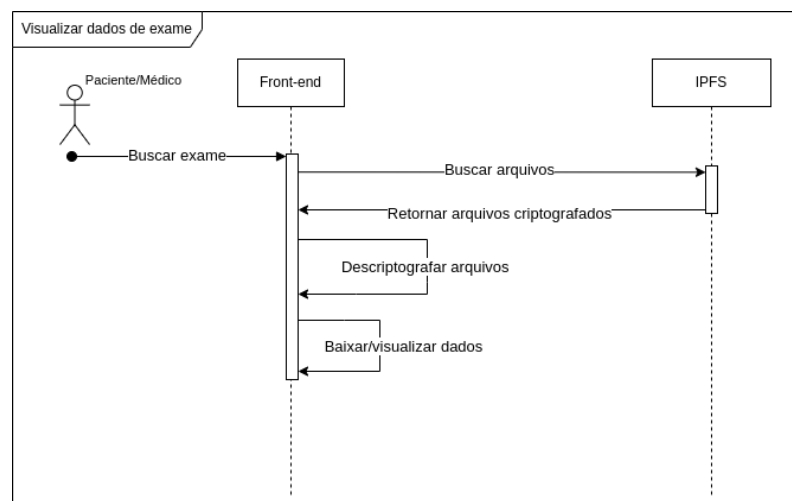 Visualizar dados de exame
Paciente/Médico
Front-end
IPFS
Buscar exame
Buscar arquivos
Retornar arquivos criptografados
Descriptografar arquivos
Baixar/visualizar dados